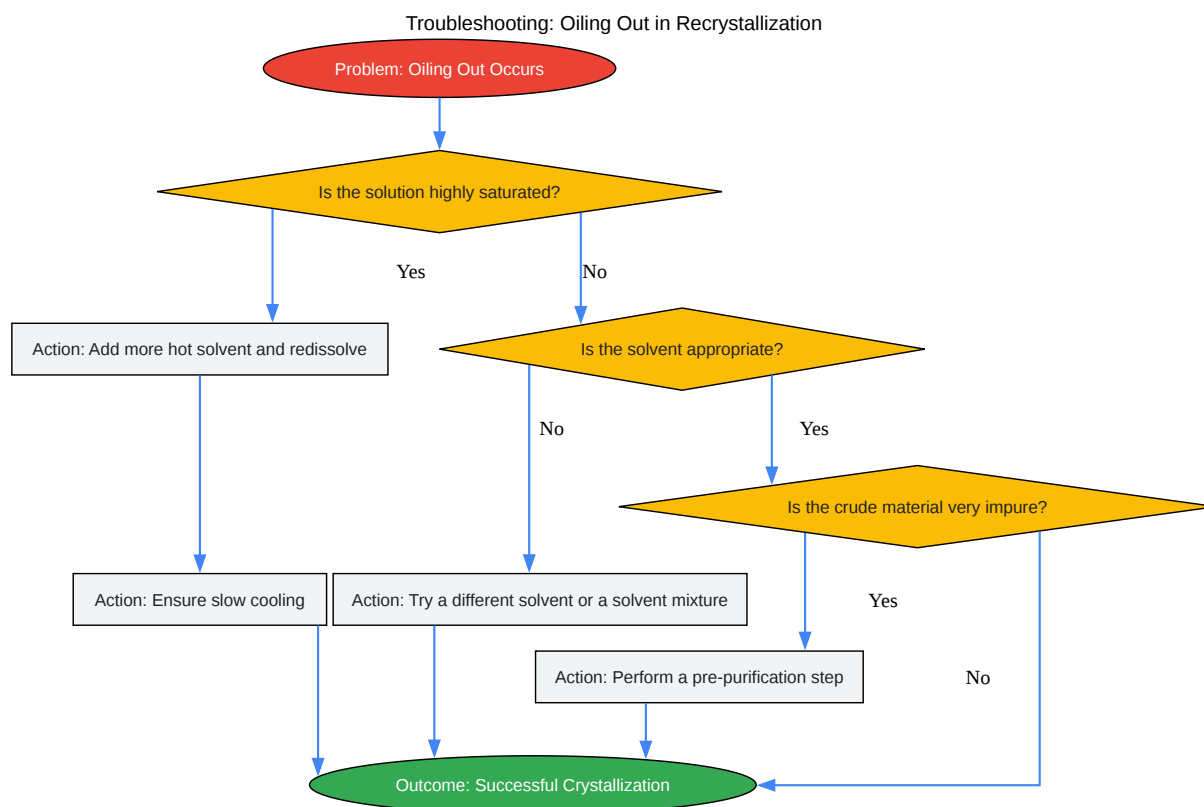 Troubleshooting: Oiling Out in Recrystallization
Problem: Oiling Out Occurs
Is the solution highly saturated?
Yes
No
Action: Add more hot solvent and redissolve
Is the solvent appropriate?
No
Yes
Is the crude material very impure?
Action: Ensure slow cooling
Action: Try a different solvent or a solvent mixture
Yes
Action: Perform a pre-purification step
No
Outcome: Successful Crystallization